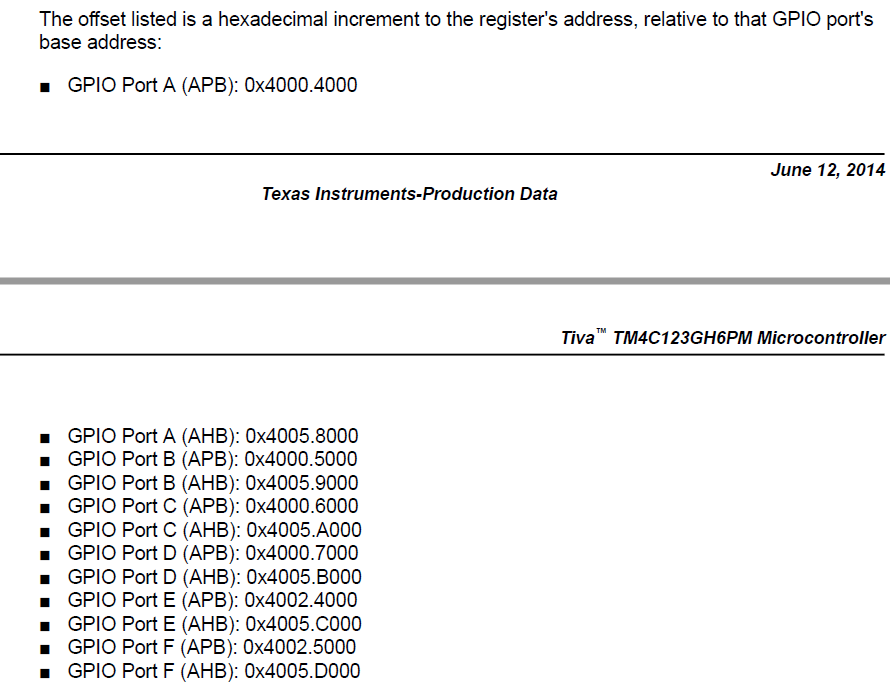 The offset listed is a hexadecimal increment to the register's address, relative to that GPIO port's
base address:
■ GPIO Port A (APB): 0x4000.4000
June 12, 2014
Texas Instruments-Production Data
Tiva™ TM4C123GH6PM Microcontroller
■ GPIO Port A (AHB): 0x4005.8000
■ GPIO Port B (APB): 0x4000.5000
■ GPIO Port B (AHB): 0x4005.9000
■ GPIO Port C (APB): 0x4000.6000
■ GPIO Port C (AHB): 0x4005.A000
■ GPIO Port D (APB): 0x4000.7000
■ GPIO Port D (AHB): 0x4005.B000
■ GPIO Port E (APB): 0x4002.4000
■ GPIO Port E (AHB): 0x4005.C000
■ GPIO Port F (APB): 0x4002.5000
■ GPIO Port F (AHB): 0x4005.D000